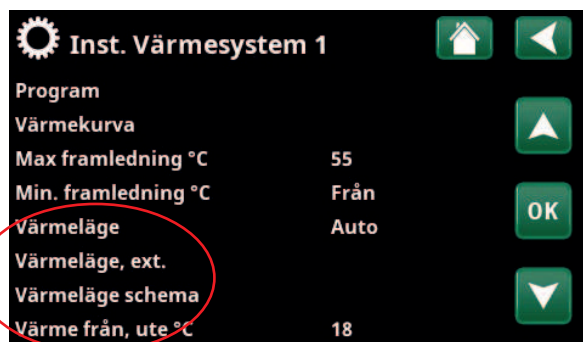 Inst. Värmesystem 1
Program
Värmekurva
Max framledning °C 55
Min. framledning °C Från
Värmeläge Auto
OK
Värmeläge, ext.
Värmeläge schema
Värme från, ute °C 18